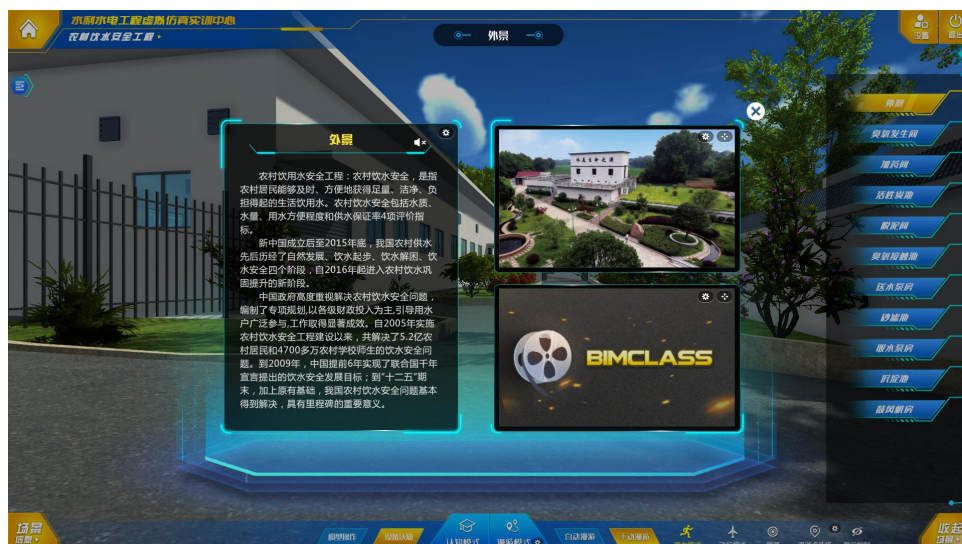 水利水电工程虚拟仿真实训中心
农村饮水安全工程
外景
设置
退出
外景
农村饮用水安全工程：农村饮水安全，是指
农村居民能够及时、方便地获得足量、洁净、负
担得起的生活饮用水。农村饮水安全包括水质、
水量、用水方便程度和供水保证率4项评价指
标。
新中国成立后至2015年底，我国农村供水
先后历经了自然发展、饮水起步、饮水解困、饮
水安全四个阶段，自2016年起进入农村饮水巩
固提升的新阶段。
中国政府高度重视解决农村饮水安全问题，
编制了专项规划,以各级财政投入为主,引导用水
户广泛参与,工作取得显著成效。自2005年实施
农村饮水安全工程建设以来，共解决了5.2亿农
村居民和4700多万农村学校师生的饮水安全问
题。到2009年，中国提前6年实现了联合国千年
宣言提出的饮水安全发展目标；到“十二五”期
末，加上原有基础，我国农村饮水安全问题基本
得到解决，具有里程碑的重要意义。
水是生命之源
BIMCLASS
外景
臭氧发生间
加药间
活性炭池
脱泥间
臭氧接触池
送水泵房
砂滤池
吸水泵房
沉淀池
鼓风机房
场景
信息
认知模式
漫游模式
自动漫游
手动漫游
收起
场景